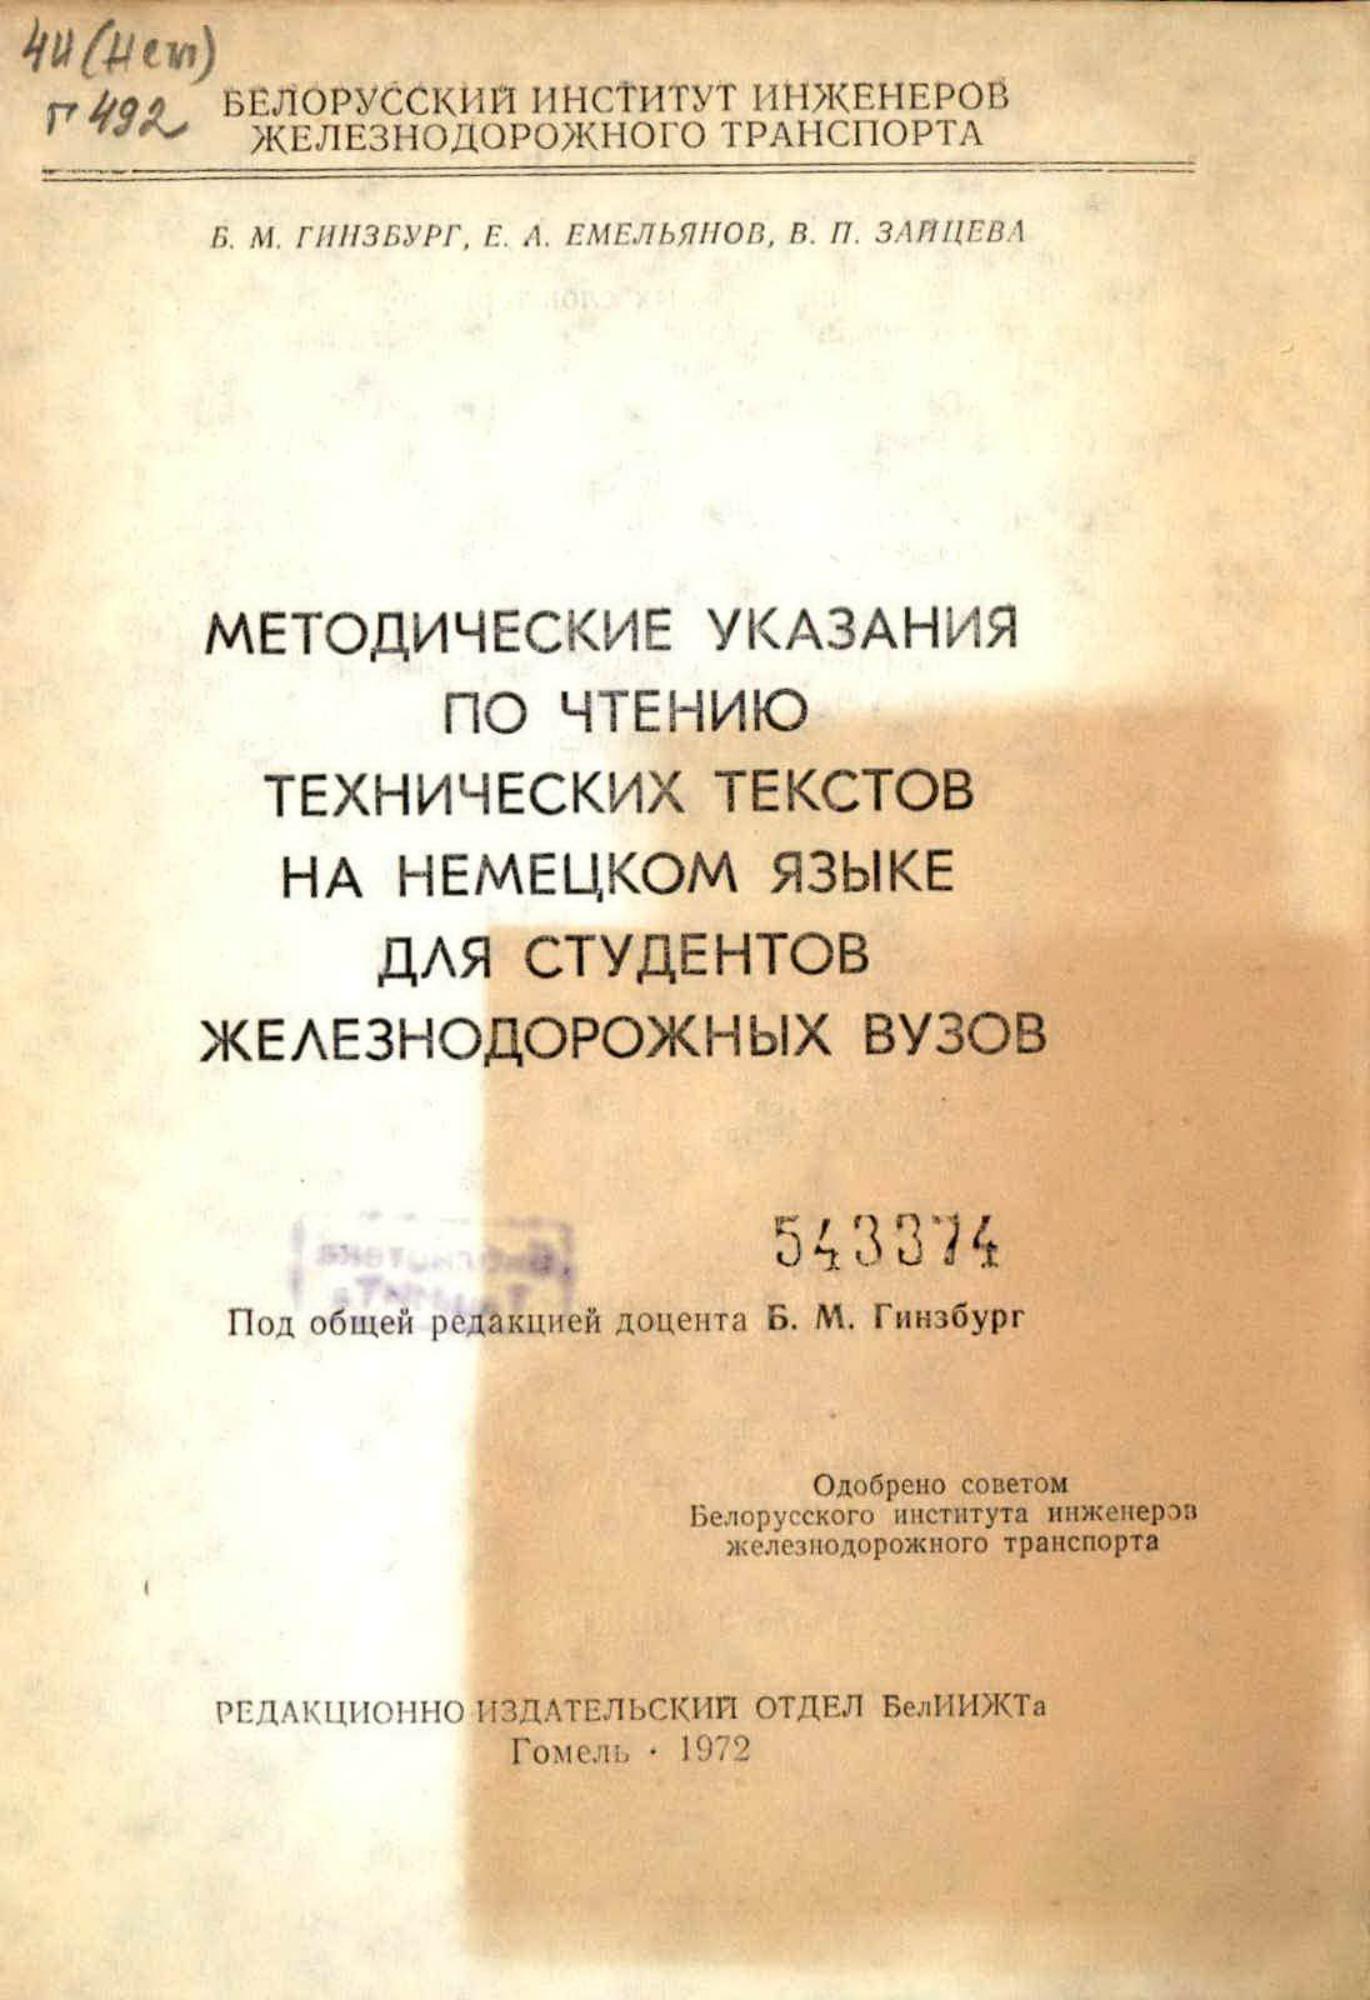 4И(Нем)
Г492
БЕЛОРУССКИЙ ИНСТИТУТ ИНЖЕНЕРОВ
ЖЕЛЕЗНОДОРОЖНОГО ТРАНСПОРТА
Б. М. ГИНЗБУРГ, Е. А. ЕМЕЛЬЯНОВ, В. П. ЗАЙЦЕВА
МЕТОДИЧЕСКИЕ УКАЗАНИЯ
ПО ЧТЕНИЮ
ТЕХНИЧЕСКИХ ТЕКСТОВ
НА НЕМЕЦКОМ ЯЗЫКЕ
ДЛЯ СТУДЕНТОВ
ЖЕЛЕЗНОДОРОЖНЫХ ВУЗОВ
543374
Под общей редакцией доцента Б. М. Гинзбург
Одобрено советом
Белорусского института инженеров
железнодорожного транспорта
РЕДАКЦИОННО ИЗДАТЕЛЬСКИЙ ОТДЕЛ БелИИЖТа
Гомель · 1972